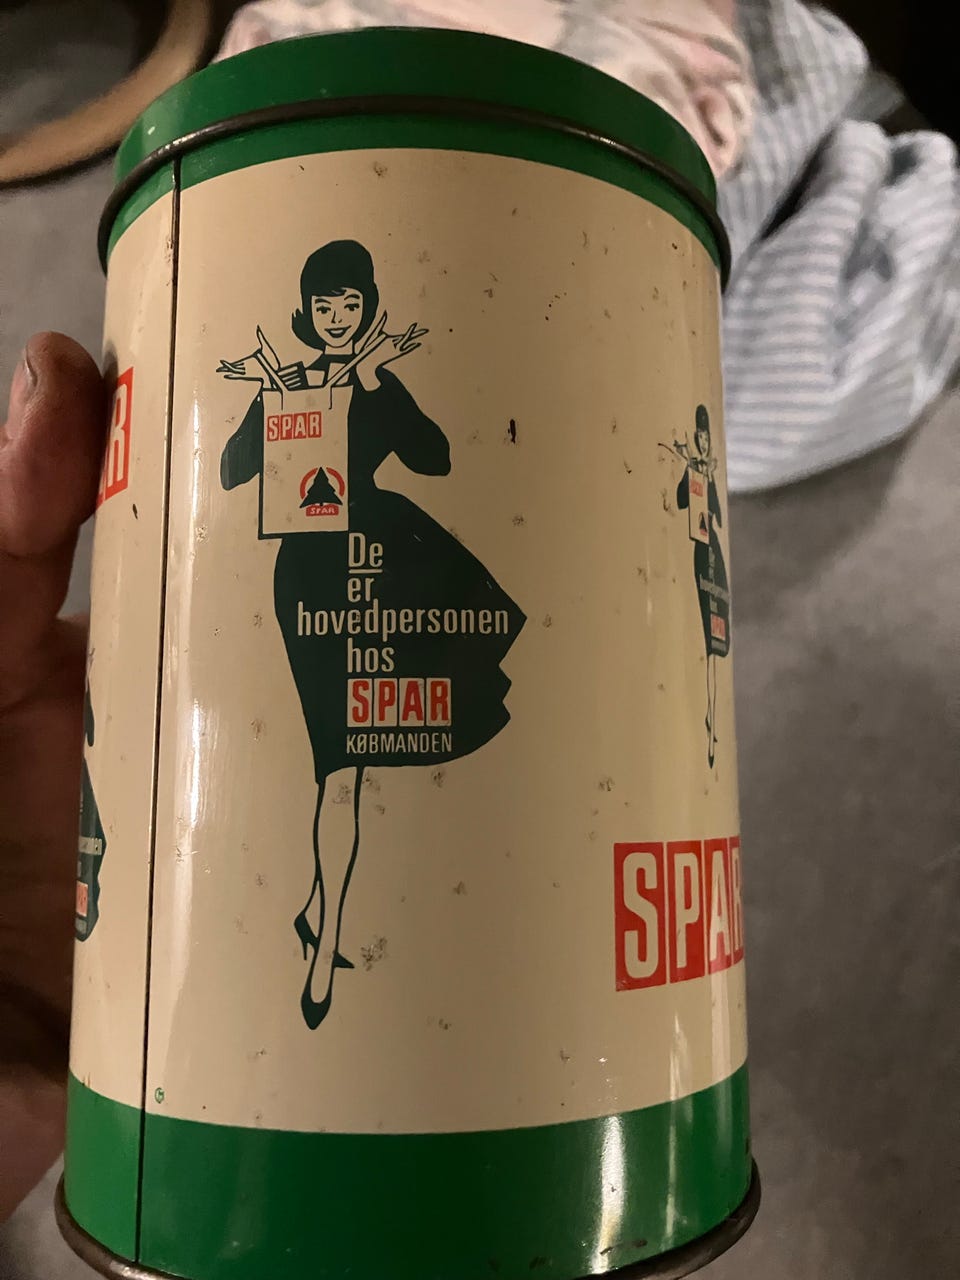 SPAR
SPAR
De
er
hovedpersonen
hos
SPAR
KØBMANDEN
SPAR